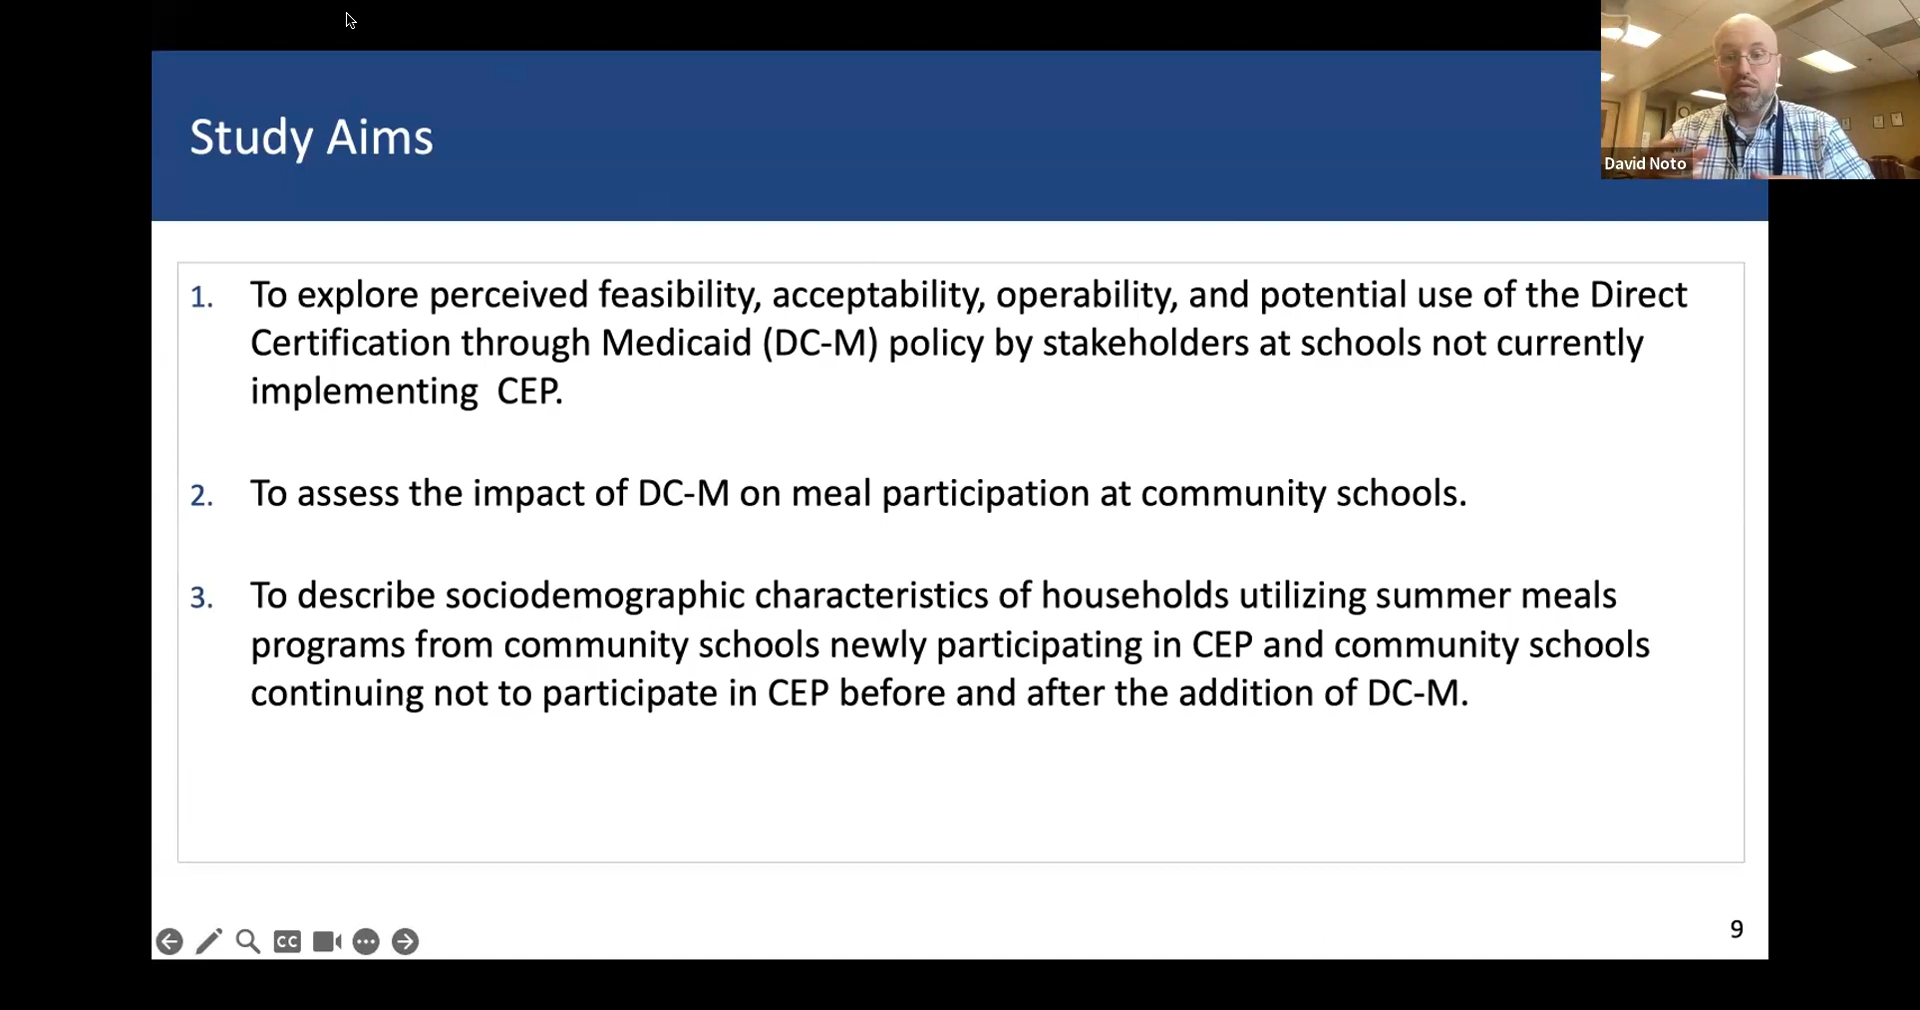 Study Aims
David Noto
1. To explore perceived feasibility, acceptability, operability, and potential use of the Direct
Certification through Medicaid (DC-M) policy by stakeholders at schools not currently
implementing  CEP.
2. To assess the impact of DC-M on meal participation at community schools.
3. To describe sociodemographic characteristics of households utilizing summer meals
programs from community schools newly participating in CEP and community schools
continuing not to participate in CEP before and after the addition of DC-M.
CC
9